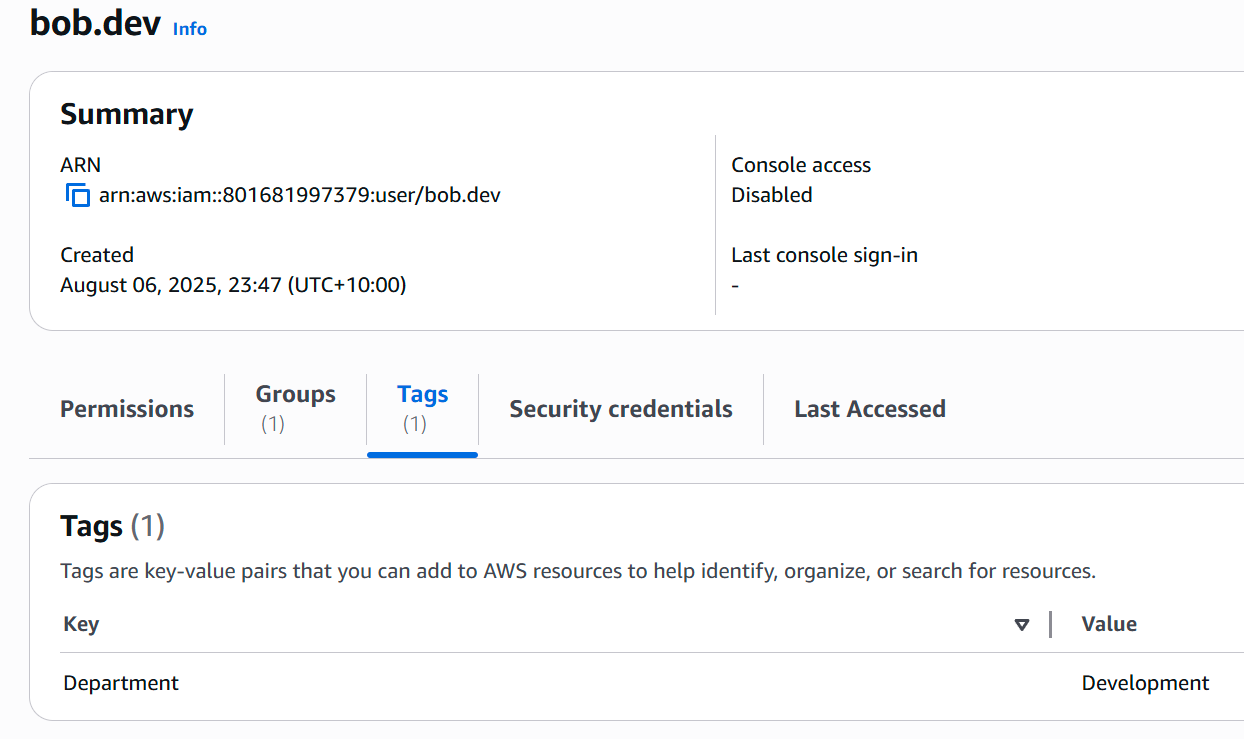 bob.dev Info
Summary
ARN
arn:aws:iam::801681997379:user/bob.dev
Created
August 06, 2025, 23:47 (UTC+10:00)
Console access
Disabled
Last console sign-in
-
Permissions
Groups
(1)
Tags
(1)
Security credentials
Last Accessed
Tags (1)
Tags are key-value pairs that you can add to AWS resources to help identify, organize, or search for resources.
Key Value
Department Development